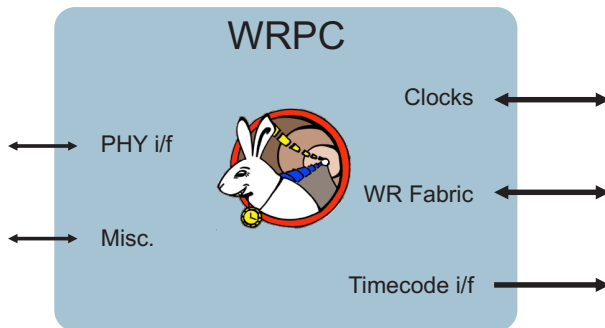 WRPC
Clocks
PHY i/f
WR Fabric
Misc.
Timecode i/f